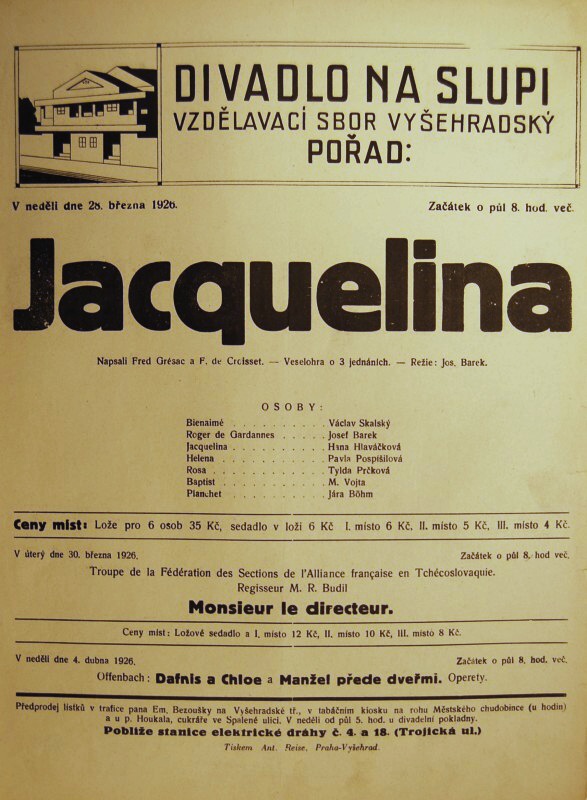 DIVADLO NA SLUPI
VZDĚLAVACÍ SBOR VYŠEHRADSKÝ
POŘAD:
V neděli dne 28. března 1926.
Začátek o půl 8. hod. več.
Jacquelina
Napsali Fred Grésac a F. de Croisset. — Veselohra o 3 jednáních. — Režie: Jos. Barek.
OSOBY:
Bienaimé . . . . . . . . . . Václav Skalský
Roger de Gardannes . . . . . Josef Barek
Jacquelina . . . . . . . . . . Hana Hlaváčková
Helena . . . . . . . . . . . Pavla Pospíšilová
Rosa . . . . . . . . . . . . Tylda Prčková
Baptist . . . . . . . . . . . M. Vojta
Planchet . . . . . . . . . . Jára Böhm
Ceny míst: Lože pro 6 osob 35 Kč, sedadlo v loži 6 Kč I. místo 6 Kč, II. místo 5 Kč, III. místo 4 Kč.
V úterý dne 30. března 1926.
Začátek o půl 8. hod več.
Troupe de la Fédération des Sections de l'Alliance française en Tchécoslovaquie.
Regisseur M. R. Budil
Monsieur le directeur.
Ceny míst: Ložové sedadlo a I. místo 12 Kč, II. místo 10 Kč, III. místo 8 Kč.
V neděli dne 4. dubna 1926.
Začátek o půl 8. hod. več.
Offenbach: Dafnis a Chloe a Manžel přede dveřmi. Operety.
Předprodej lístků v trafice pana Em. Bezoušky na Vyšehradské tř., v tabáčním kiosku na rohu Městského chudobince (u hodin)
a u p. Houkala, cukráře ve Spálené ulici. V neděli od půl 5. hod. u divadelní pokladny.
Poblíže stanice elektrické dráhy č. 4. a 18. (Trojická ul.)
Tiskem Ant. Reise, Praha-Vyšehrad.